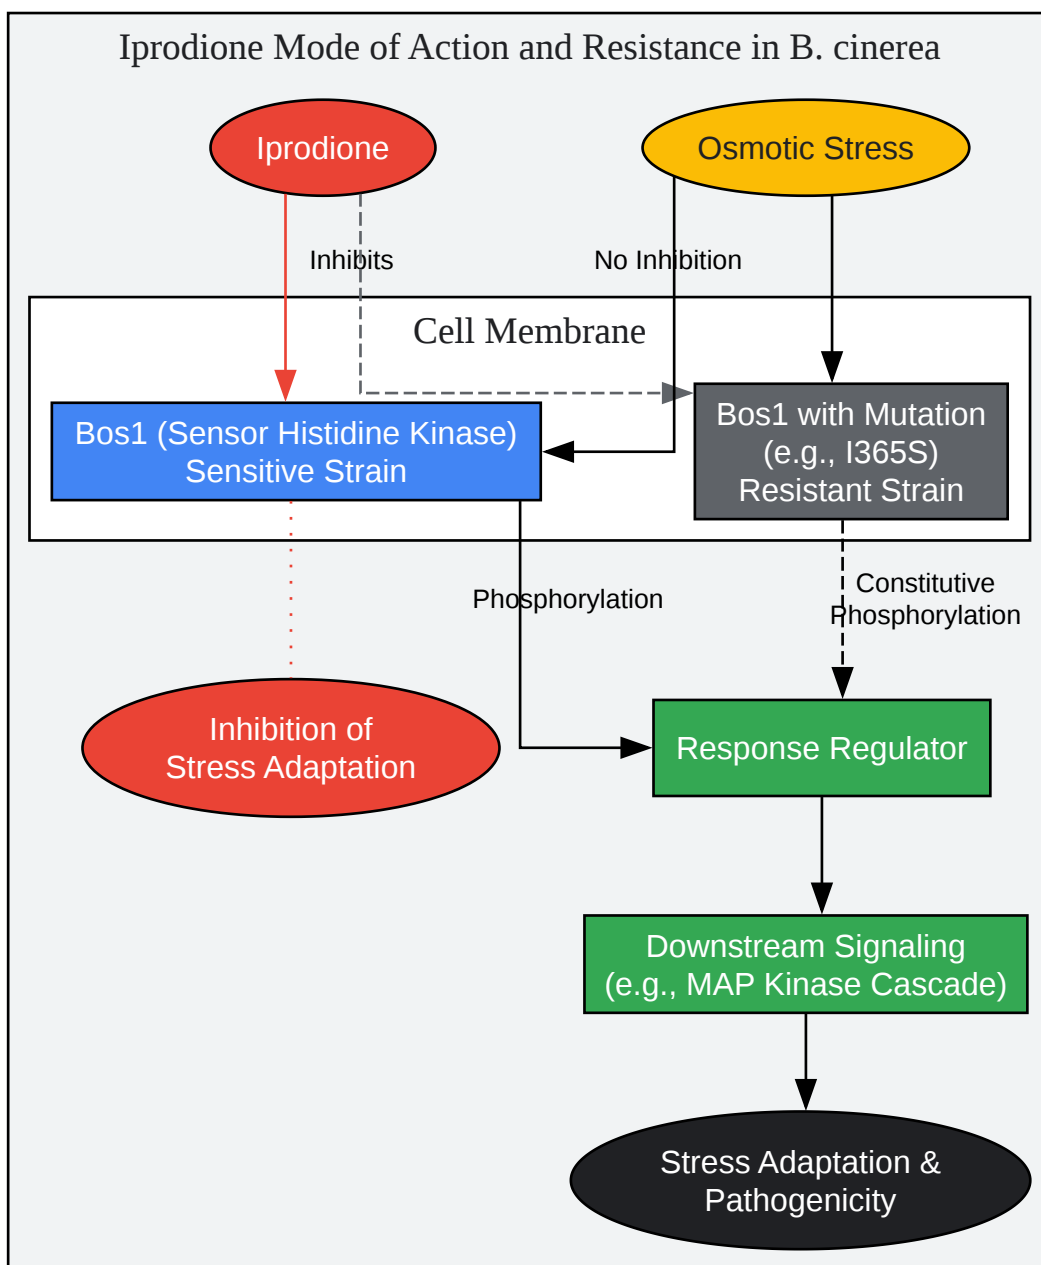 Iprodione Mode of Action and Resistance in B. cinerea
Iprodione
Osmotic Stress
Inhibits
No Inhibition
Cell Membrane
Bos1 (Sensor Histidine Kinase)
Sensitive Strain
Bos1 with Mutation
(e.g., I365S)
Resistant Strain
Phosphorylation
Constitutive
Phosphorylation
Inhibition of
Stress Adaptation
Response Regulator
Downstream Signaling
(e.g., MAP Kinase Cascade)
Stress Adaptation &
Pathogenicity